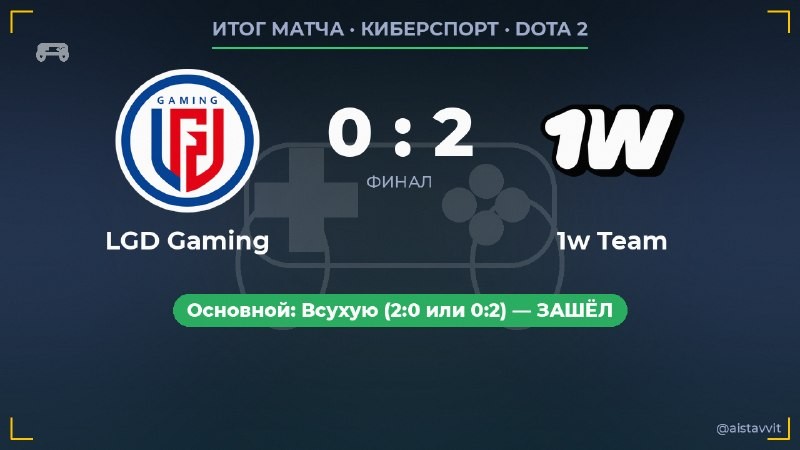 ИТОГ МАТЧА · КИБЕРСПОРТ · DOTA 2
GAMING
LGD
0 : 2
1W
ФИНАЛ
LGD Gaming
1w Team
Основной: Всухую (2:0 или 0:2) — ЗАШЁЛ
@aistavvit